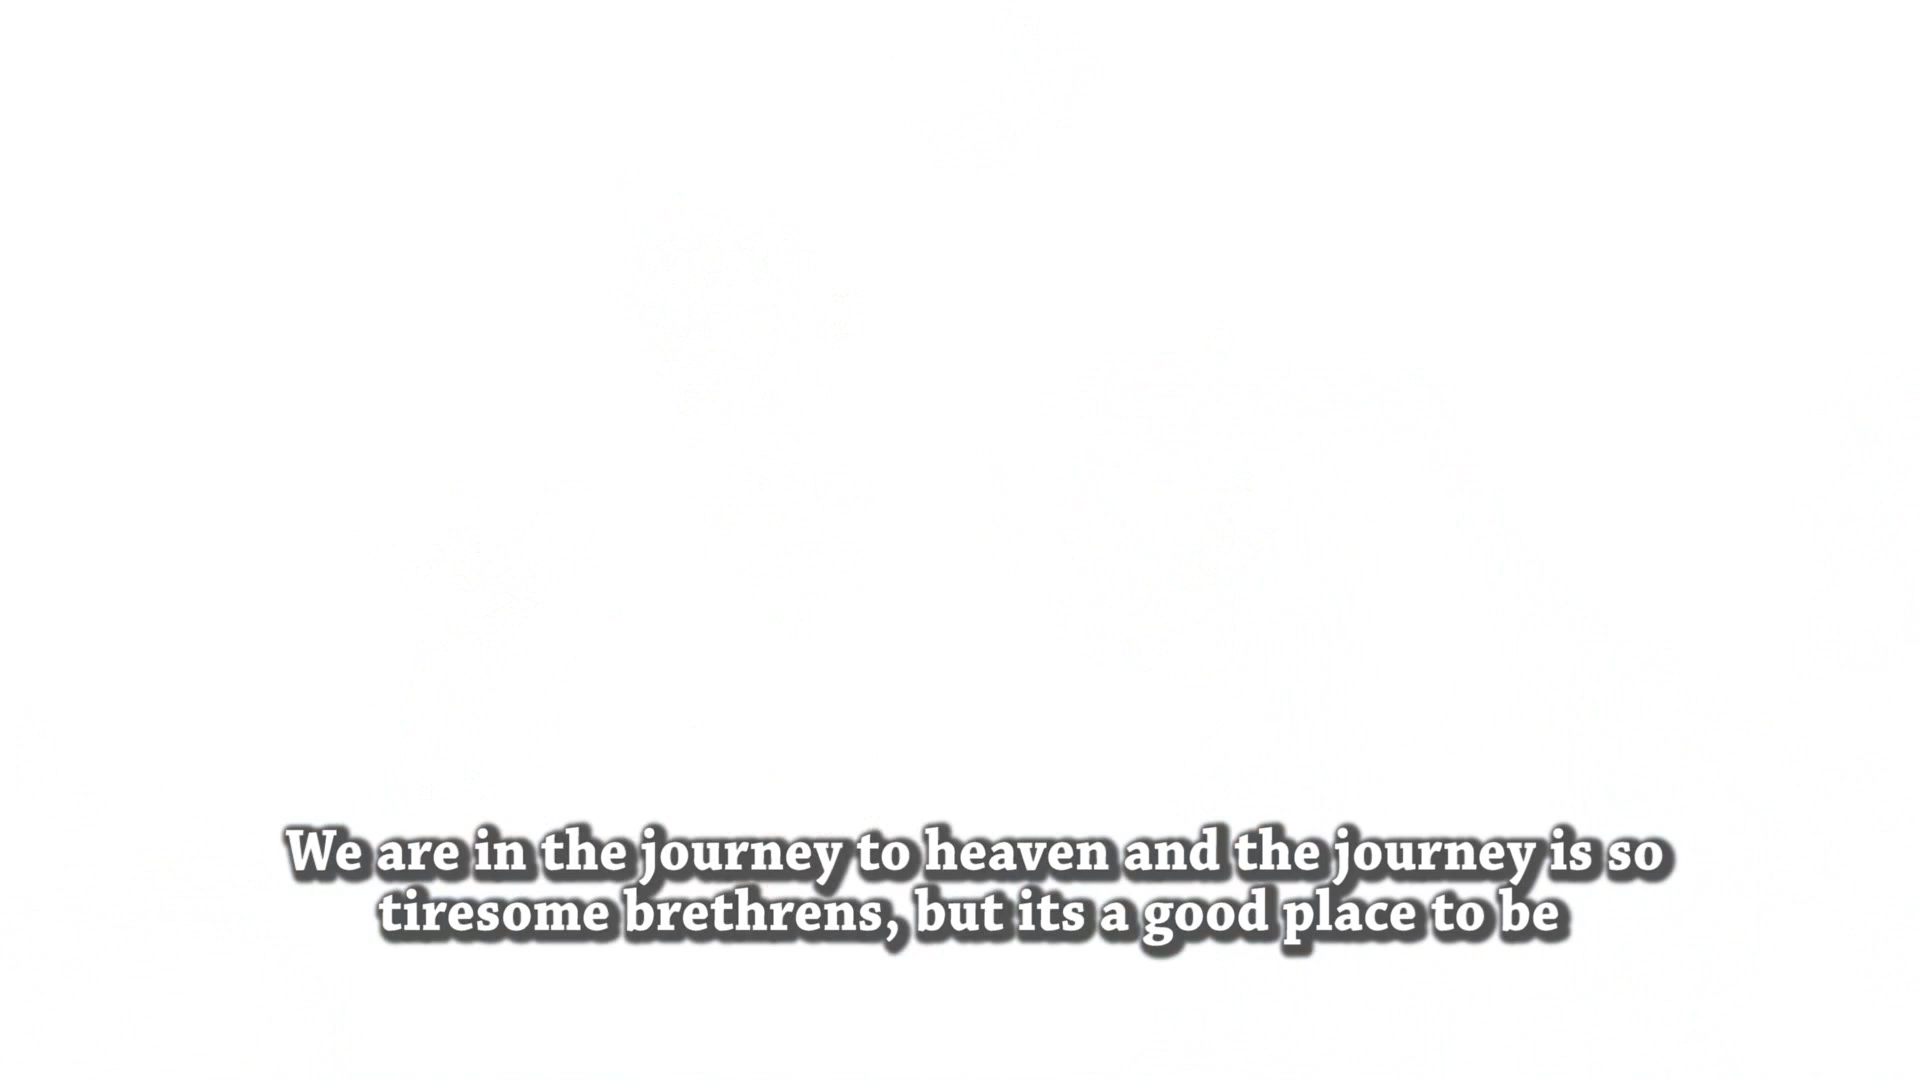 We are in the journey to heaven and the journey is so
tiresome brethrens, but its a good place to be